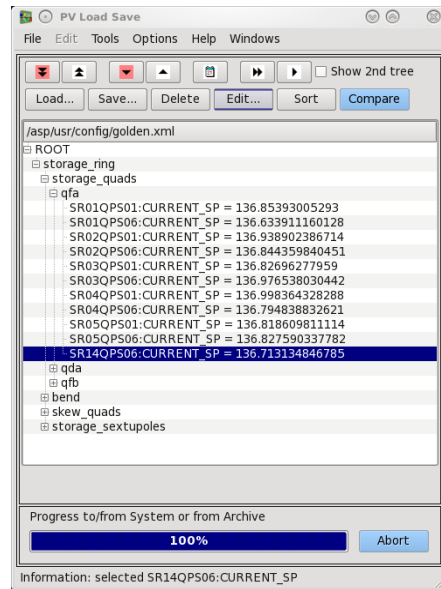 PV Load Save
File Edit Tools Options Help Windows
Show 2nd tree
Load... Save... Delete Edit... Sort Compare
/asp/usr/config/golden.xml
ROOT
storage_ring
storage_quads
qfa
SR01QPS01:CURRENT_SP = 136.85393005293
SR01QPS06:CURRENT_SP = 136.633911160128
SR02QPS01:CURRENT_SP = 136.938902386714
SR02QPS06:CURRENT_SP = 136.844359840451
SR03QPS01:CURRENT_SP = 136.82696277959
SR03QPS06:CURRENT_SP = 136.976538030442
SR04QPS01:CURRENT_SP = 136.998364328288
SR04QPS06:CURRENT_SP = 136.794838832621
SR05QPS01:CURRENT_SP = 136.818609811114
SR05QPS06:CURRENT_SP = 136.827590337782
SR14QPS06:CURRENT_SP = 136.713134846785
qda
qfb
bend
skew_quads
storage_sextupoles
Progress to/from System or from Archive
100% Abort
Information: selected SR14QPS06:CURRENT_SP